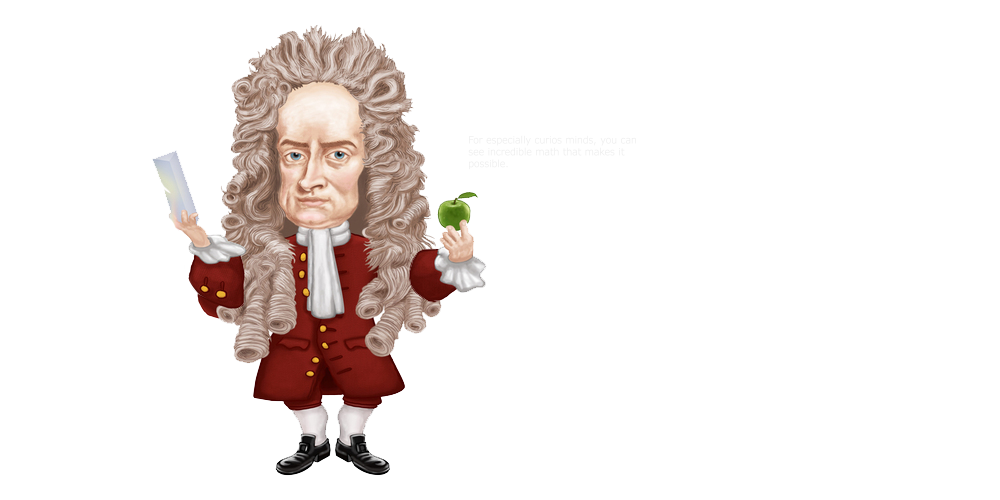 For especially curios minds, you can
see incredible math that makes it
possible.